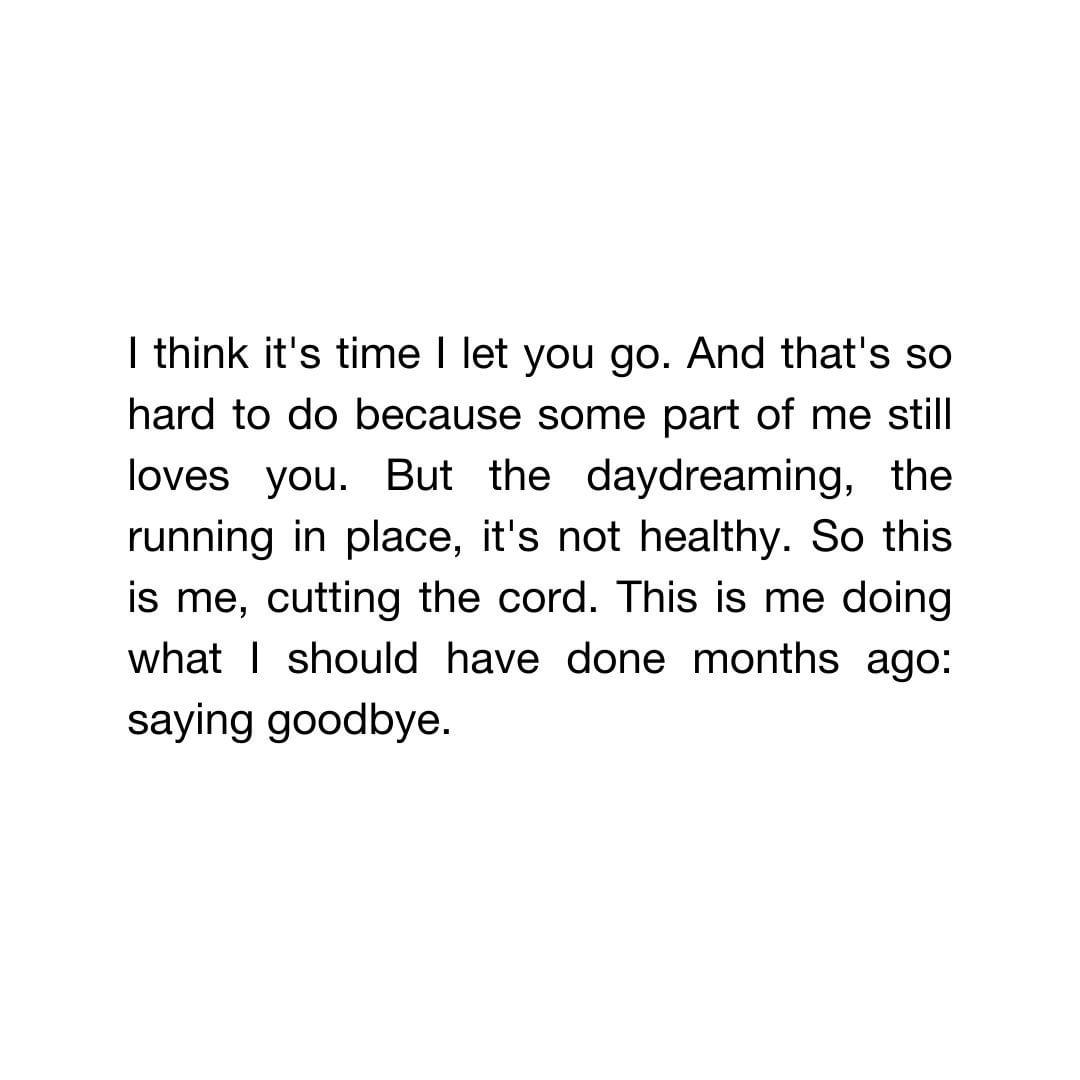 I think it's time I let you go. And that's so
hard to do because some part of me still
loves you. But the daydreaming, the
running in place, it's not healthy. So this
is me, cutting the cord. This is me doing
what I should have done months ago:
saying goodbye.